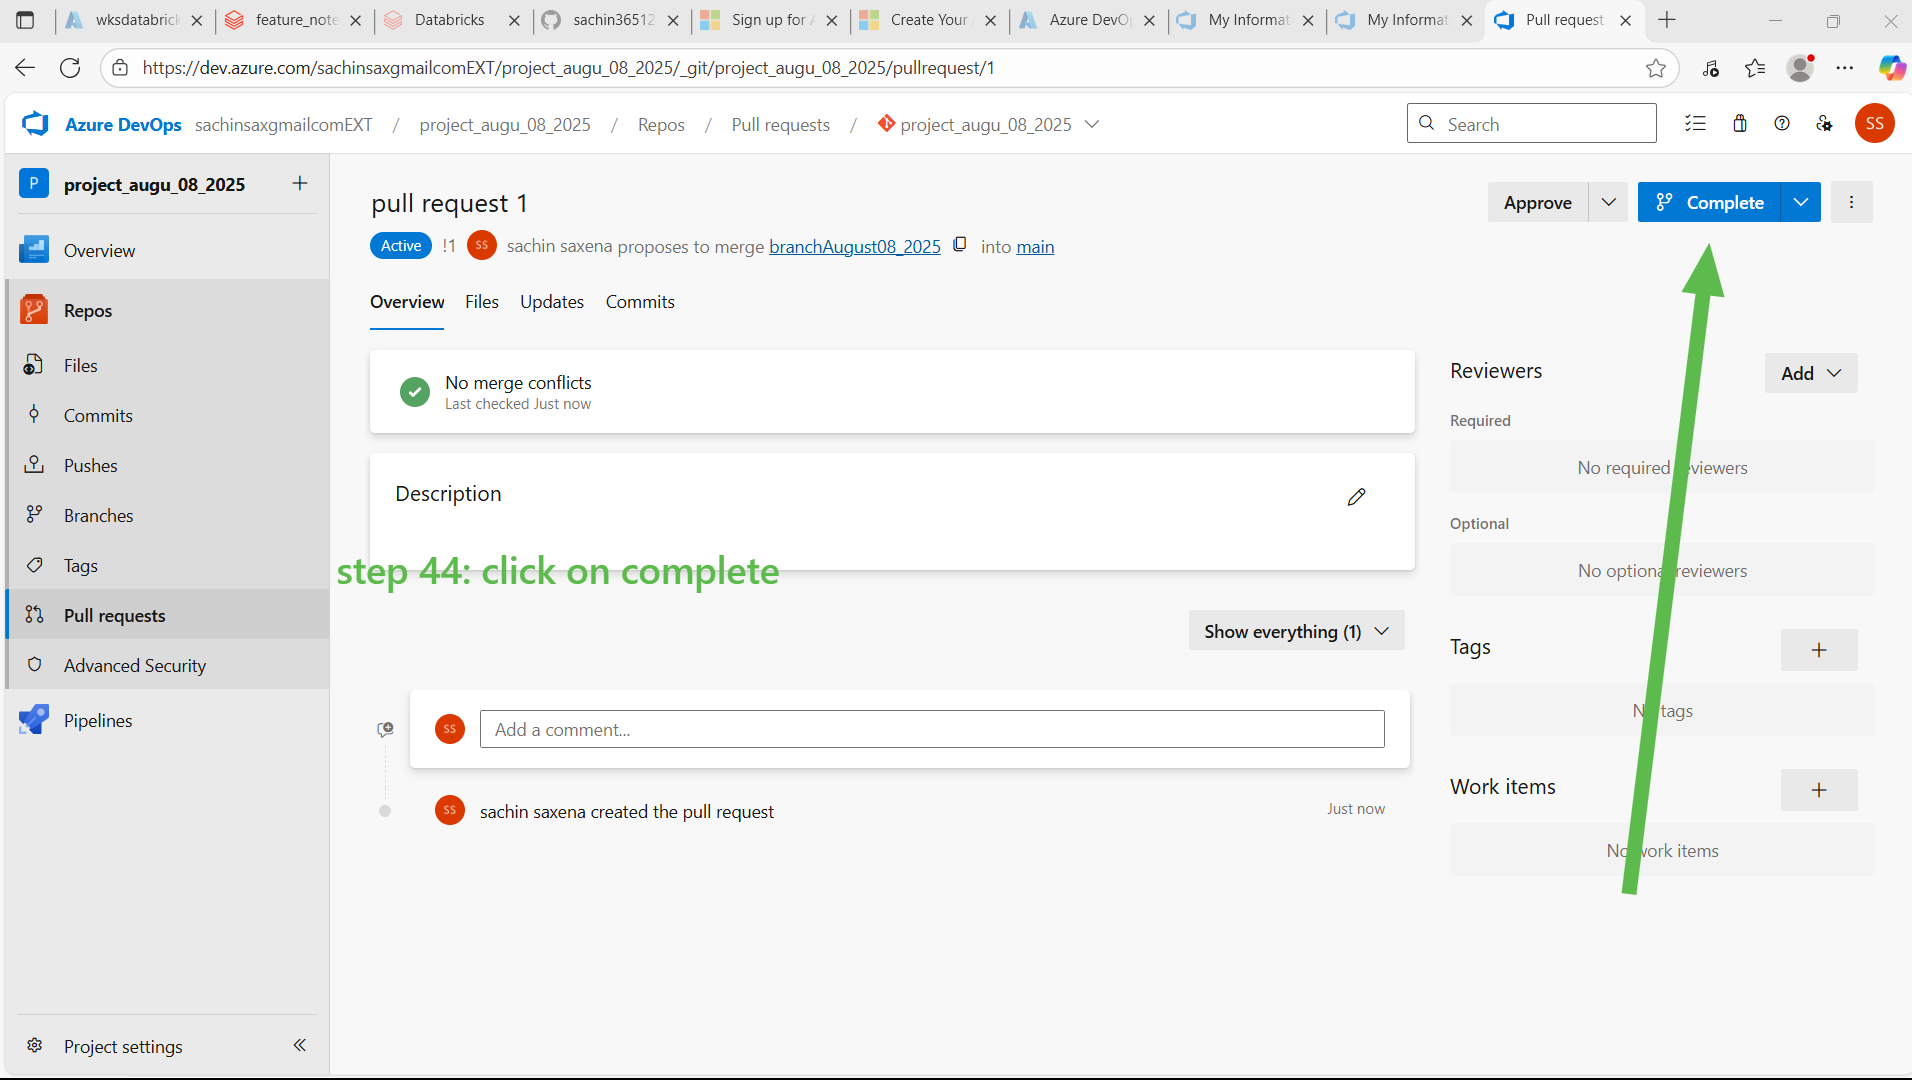 wksdatabrick
feature_note
Databricks
sachin36512
Sign up for A
Create Your A
Azure DevO
My Informat
My Informat
Pull request
https://dev.azure.com/sachinsaxgmailcomEXT/project_augu_08_2025/_git/project_augu_08_2025/pullrequest/1
Azure DevOps sachinsaxgmailcomEXT / project_augu_08_2025 / Repos / Pull requests / project_augu_08_2025
Search
SS
P project_augu_08_2025
Overview
Repos
Files
Commits
Pushes
Branches
Tags
Pull requests
Advanced Security
Pipelines
Project settings
pull request 1
Approve
Complete
Active !1 SS sachin saxena proposes to merge branchAugust08_2025 into main
Overview Files Updates Commits
No merge conflicts
Last checked Just now
Description
step 44: click on complete
Show everything (1)
SS Add a comment...
SS sachin saxena created the pull request Just now
Reviewers
Add
Required
No required reviewers
Optional
No optional reviewers
Tags
No tags
Work items
No work items